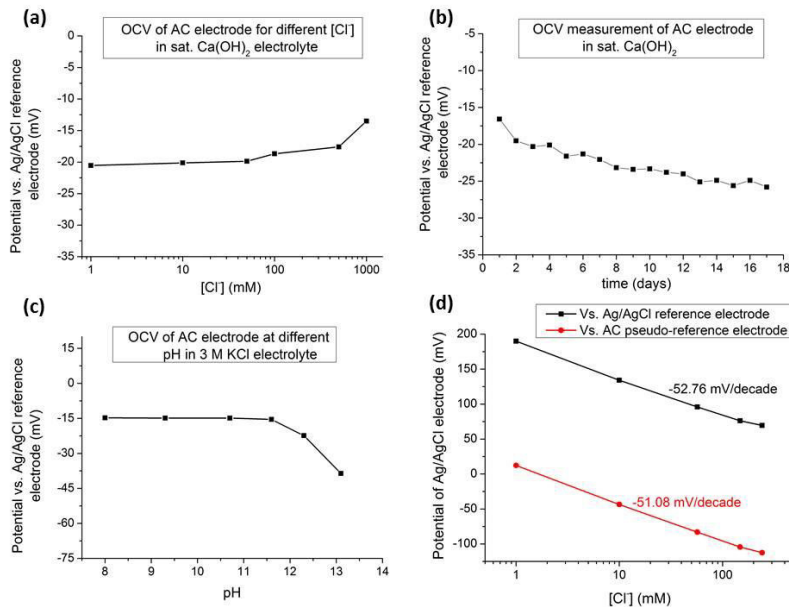 (a)
OCV of AC electrode for different [Cl⁻]
in sat. Ca(OH)₂ electrolyte
Potential vs. Ag/AgCl reference
electrode (mV)
0
-5
-10
-15
-20
-25
-30
-35
1
10
100
1000
[Cl⁻] (mM)
(b)
OCV measurement of AC electrode
in sat. Ca(OH)₂
Potential vs. Ag/AgCl reference
electrode (mV)
-5
-10
-15
-20
-25
-30
-35
0
2
4
6
8
10
12
14
16
18
time (days)
(c)
OCV of AC electrode at different
pH in 3 M KCl electrolyte
Potential vs. Ag/AgCl reference
electrode (mV)
15
0
-15
-30
-45
-60
-75
8
9
10
11
12
13
14
pH
(d)
Vs. Ag/AgCl reference electrode
Vs. AC pseudo-reference electrode
Potential of Ag/AgCl electrode (mV)
200
150
100
50
0
-50
-100
-52.76 mV/decade
-51.08 mV/decade
1
10
100
[Cl⁻] (mM)